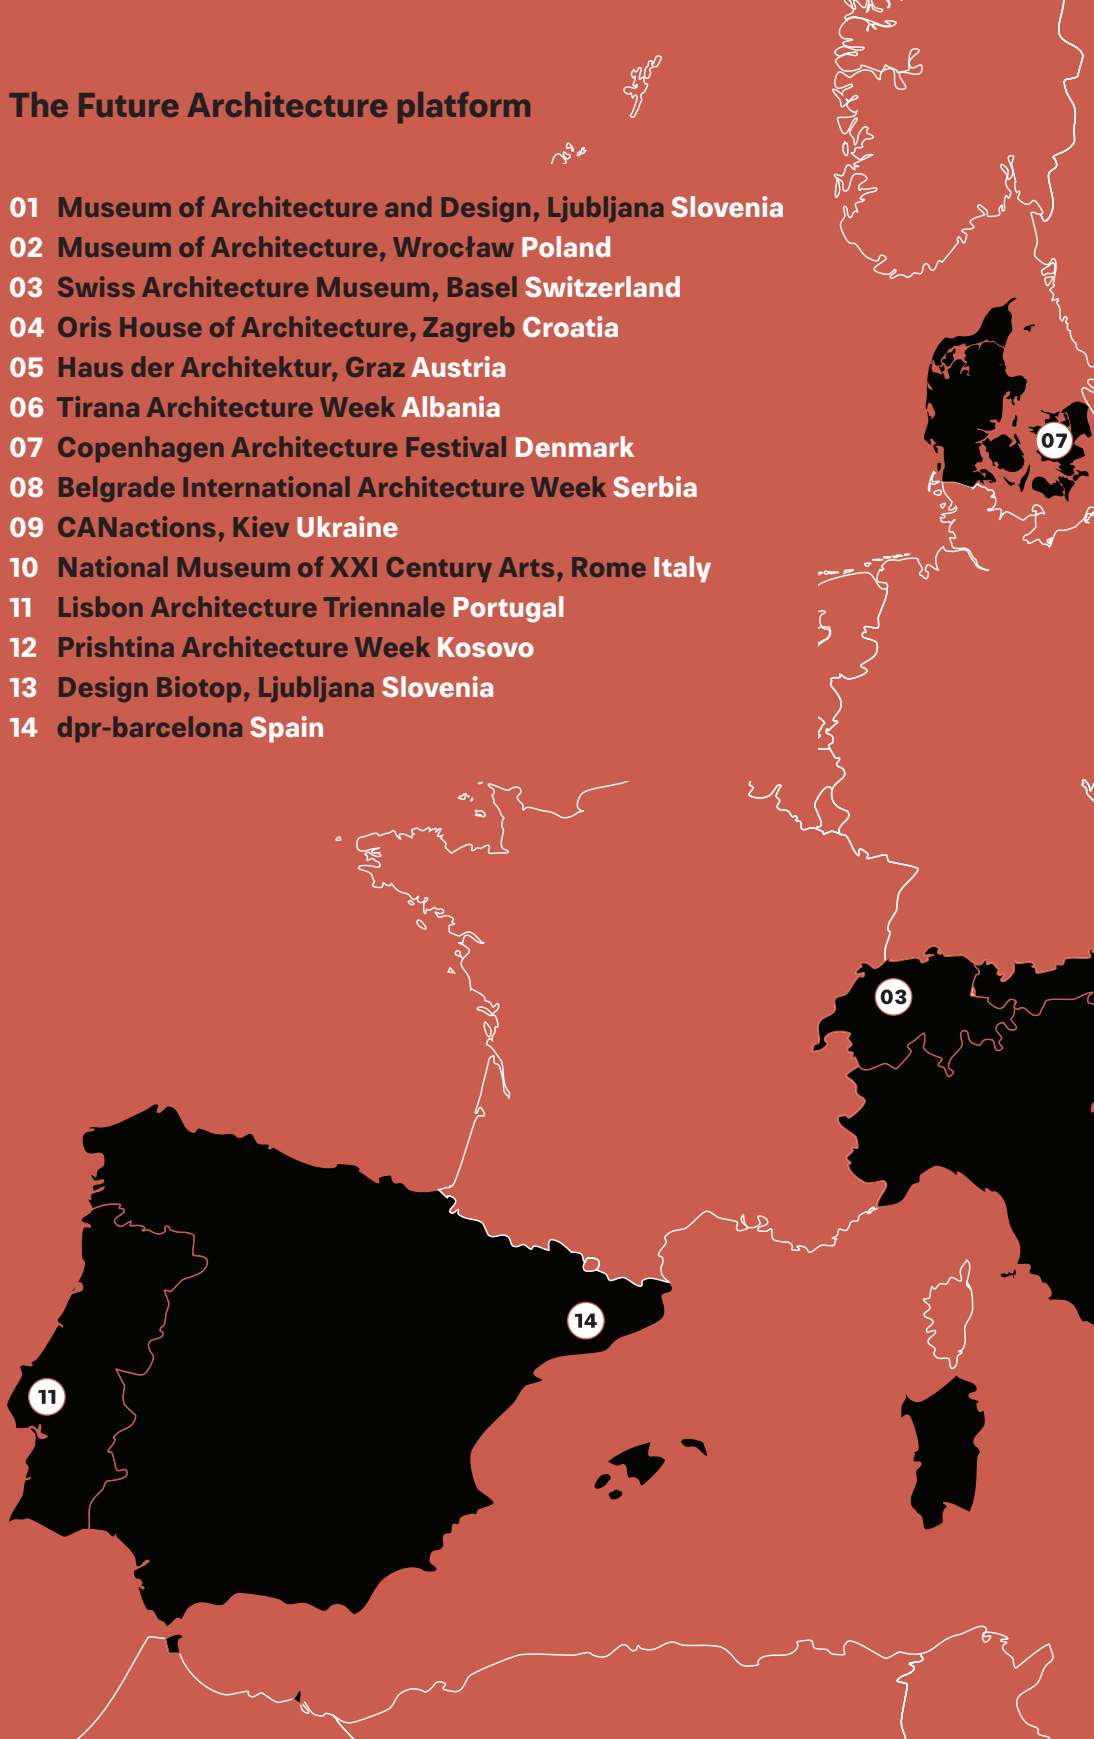 The Future Architecture platform
01 Museum of Architecture and Design, Ljubljana Slovenia
02 Museum of Architecture, Wrocław Poland
03 Swiss Architecture Museum, Basel Switzerland
04 Oris House of Architecture, Zagreb Croatia
05 Haus der Architektur, Graz Austria
06 Tirana Architecture Week Albania
07 Copenhagen Architecture Festival Denmark
08 Belgrade International Architecture Week Serbia
09 CANactions, Kiev Ukraine
10 National Museum of XXI Century Arts, Rome Italy
11 Lisbon Architecture Triennale Portugal
12 Prishtina Architecture Week Kosovo
13 Design Biotop, Ljubljana Slovenia
14 dpr-barcelona Spain
07
03
14
11